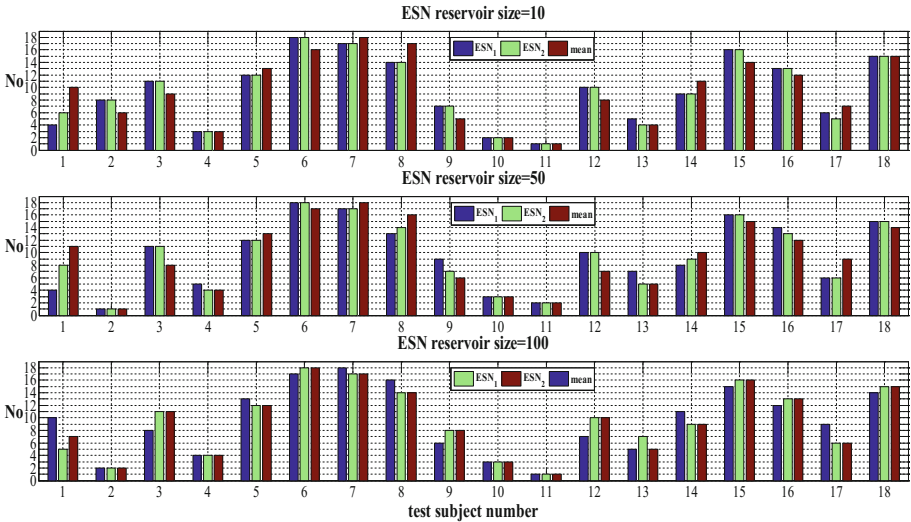 ESN reservoir size=10
No
18
16
14
12
10
8
6
4
2
0
ESN1 ESN2 mean
1 2 3 4 5 6 7 8 9 10 11 12 13 14 15 16 17 18
ESN reservoir size=50
No
18
16
14
12
10
8
6
4
2
0
ESN1 ESN2 mean
1 2 3 4 5 6 7 8 9 10 11 12 13 14 15 16 17 18
ESN reservoir size=100
No
18
16
14
12
10
8
6
4
2
0
ESN1 ESN2 mean
1 2 3 4 5 6 7 8 9 10 11 12 13 14 15 16 17 18
test subject number